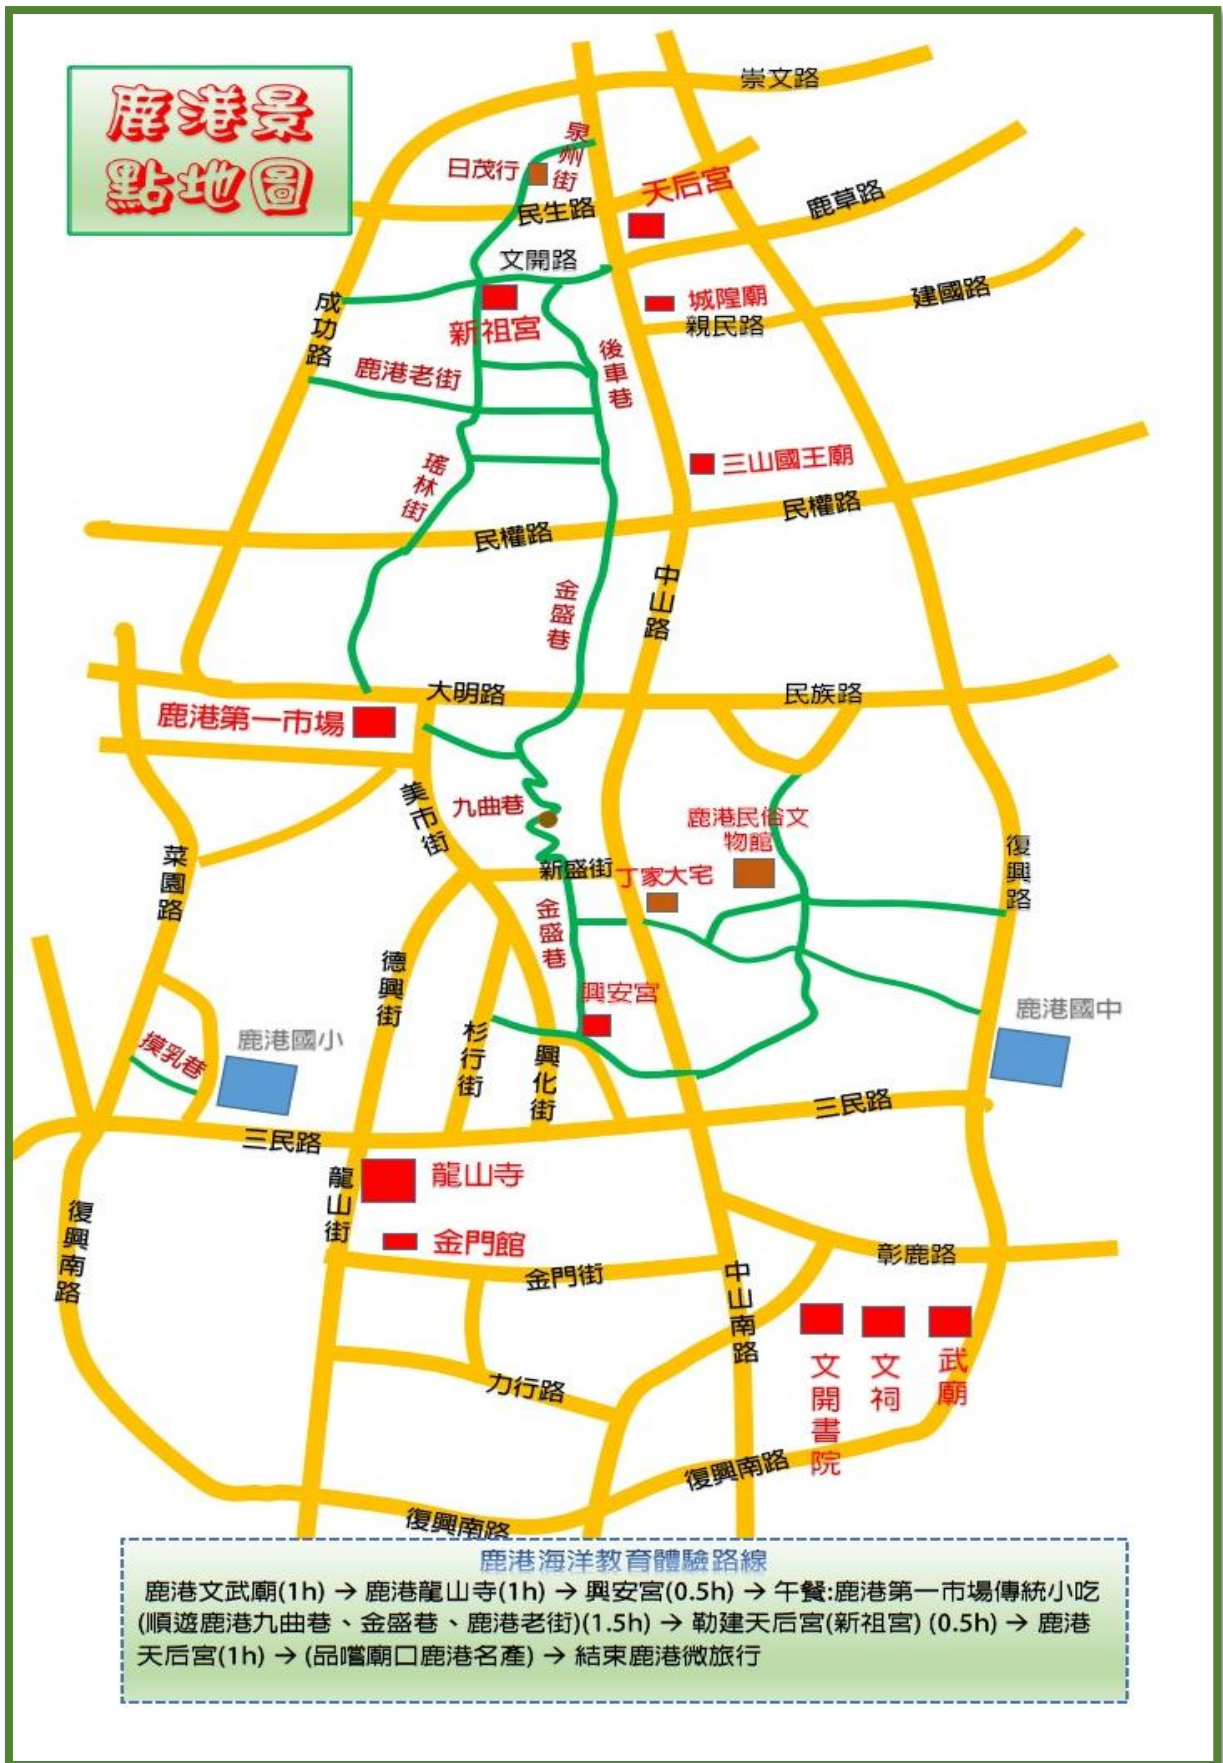 鹿港景
點地圖
崇文路
泉州街
日茂行
天后宮
民生路
鹿草路
文開路
成功路
新祖宮
城隍廟
建國路
親民路
後車巷
鹿港老街
三山國王廟
瑤林街
民權路
民權路
金盛巷
中山路
大明路
民族路
鹿港第一市場
美市街
九曲巷
鹿港民俗文
物館
復興路
菜園路
新盛街
丁家大宅
金盛巷
德興街
興安宮
鹿港國中
杉行街
鹿港國小
摸乳巷
興化街
三民路
三民路
龍山街
龍山寺
復興南路
金門館
彰鹿路
金門街
中山南路
文開書院
文祠
武廟
力行路
復興南路
復興南路
鹿港海洋教育體驗路線
鹿港文武廟(1h) → 鹿港龍山寺(1h) → 興安宮(0.5h) → 午餐:鹿港第一市場傳統小吃
(順遊鹿港九曲巷、金盛巷、鹿港老街)(1.5h) → 勒建天后宮(新祖宮) (0.5h) → 鹿港
天后宮(1h) → (品嚐廟口鹿港名產) → 結束鹿港微旅行